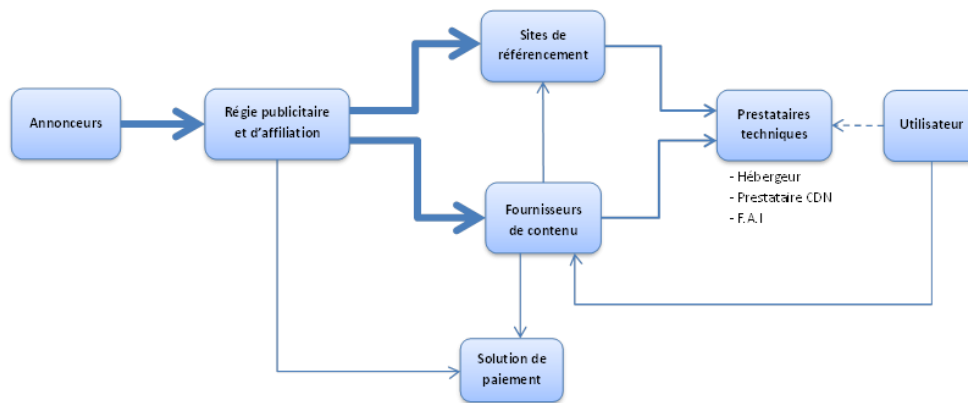 Sites de
référencement
Annonceurs
Régie publicitaire
et d'affiliation
Prestataires
techniques
Utilisateur
- Hébergeur
- Prestataire CDN
- F.A.I
Fournisseurs
de contenu
Solution de
paiement